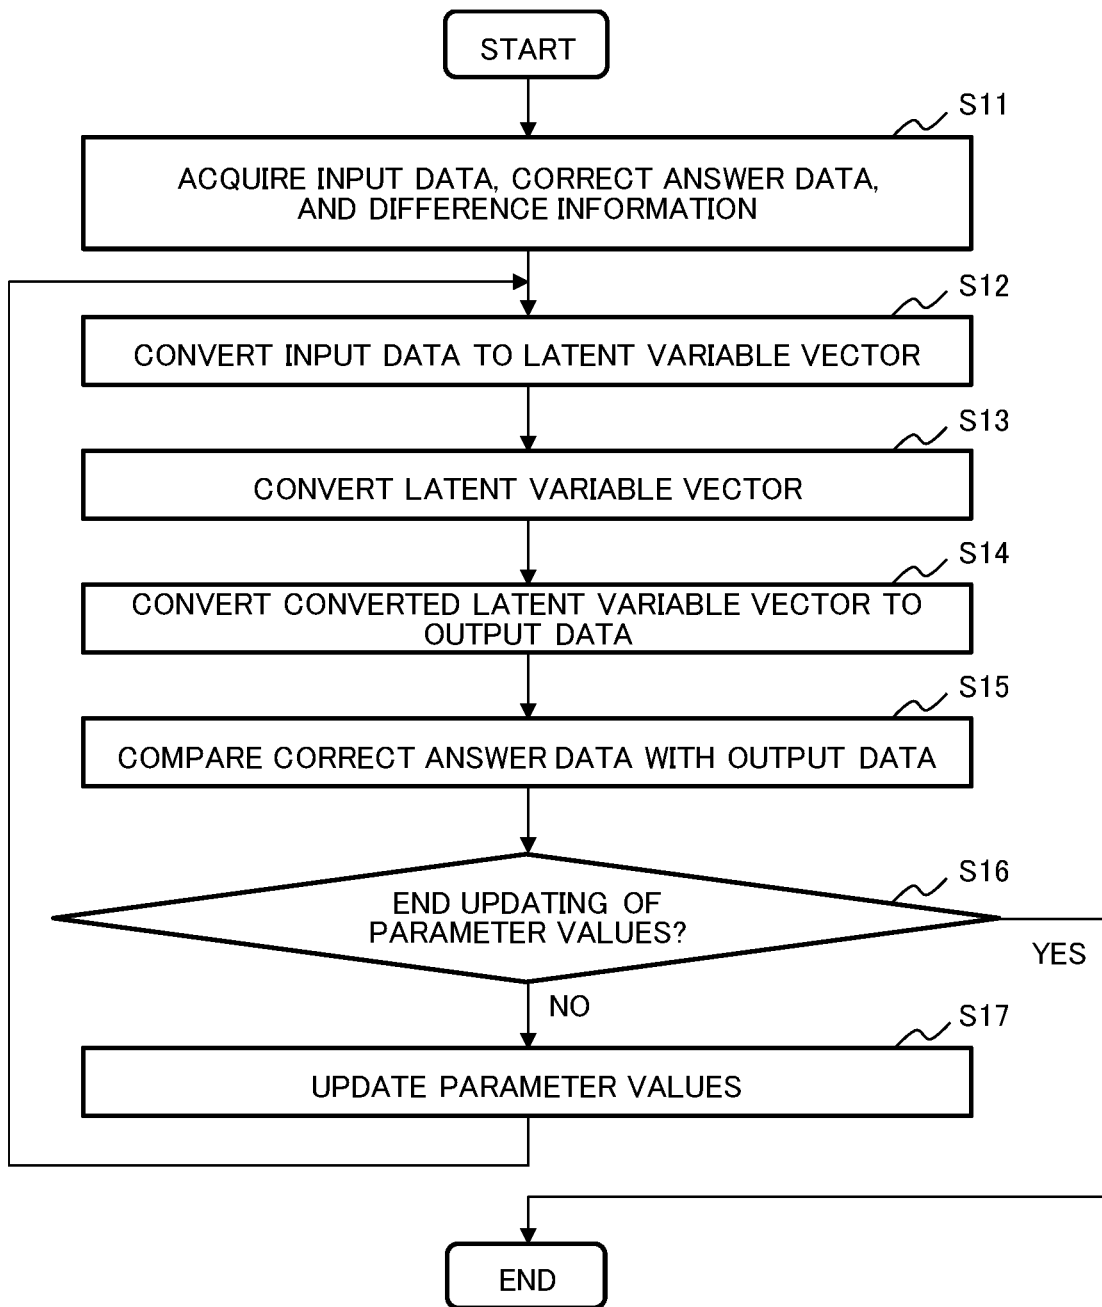 START
S11
ACQUIRE INPUT DATA, CORRECT ANSWER DATA,
AND DIFFERENCE INFORMATION
S12
CONVERT INPUT DATA TO LATENT VARIABLE VECTOR
S13
CONVERT LATENT VARIABLE VECTOR
S14
CONVERT CONVERTED LATENT VARIABLE VECTOR TO
OUTPUT DATA
S15
COMPARE CORRECT ANSWER DATA WITH OUTPUT DATA
S16
END UPDATING OF
PARAMETER VALUES?
YES
NO
S17
UPDATE PARAMETER VALUES
END